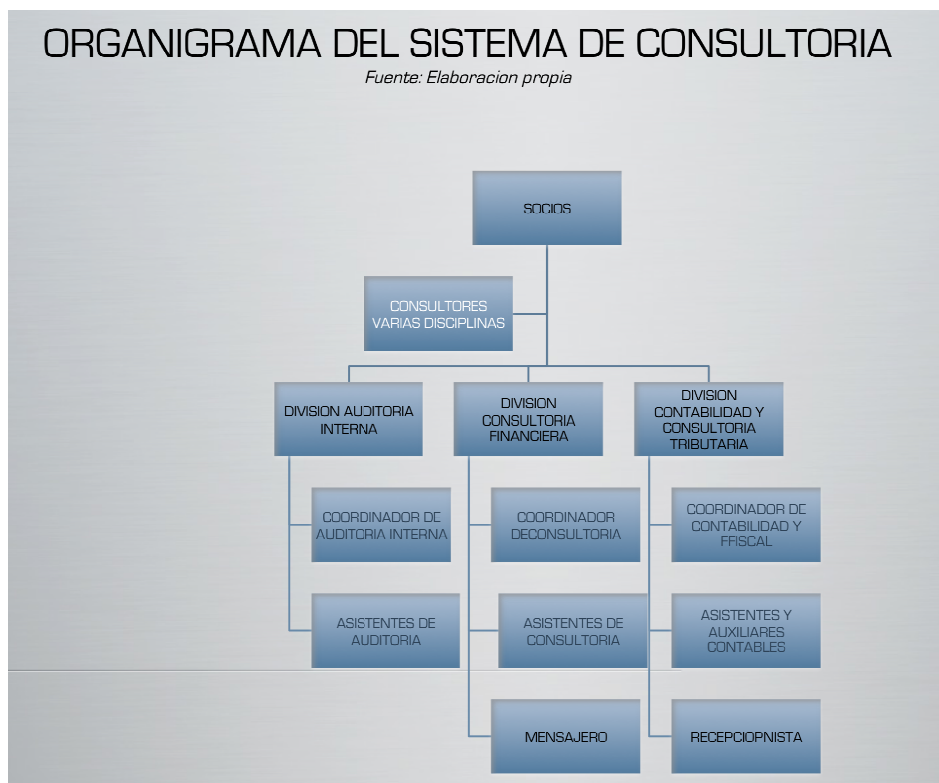 ORGANIGRAMA DEL SISTEMA DE CONSULTORIA
Fuente: Elaboracion propia
SOCIOS
CONSULTORES
VARIAS DISCIPLINAS
DIVISION AUDITORIA
INTERNA
DIVISION
CONSULTORIA
FINANCIERA
DIVISION
CONTABILIDAD Y
CONSULTORIA
TRIBUTARIA
COORDINADOR DE
AUDITORIA INTERNA
COORDINADOR
DECONSULTORIA
COORDINADOR DE
CONTABILIDAD Y
FFISCAL
ASISTENTES DE
AUDITORIA
ASISTENTES DE
CONSULTORIA
ASISTENTES Y
AUXILIARES
CONTABLES
MENSAJERO
RECEPCIOPNISTA